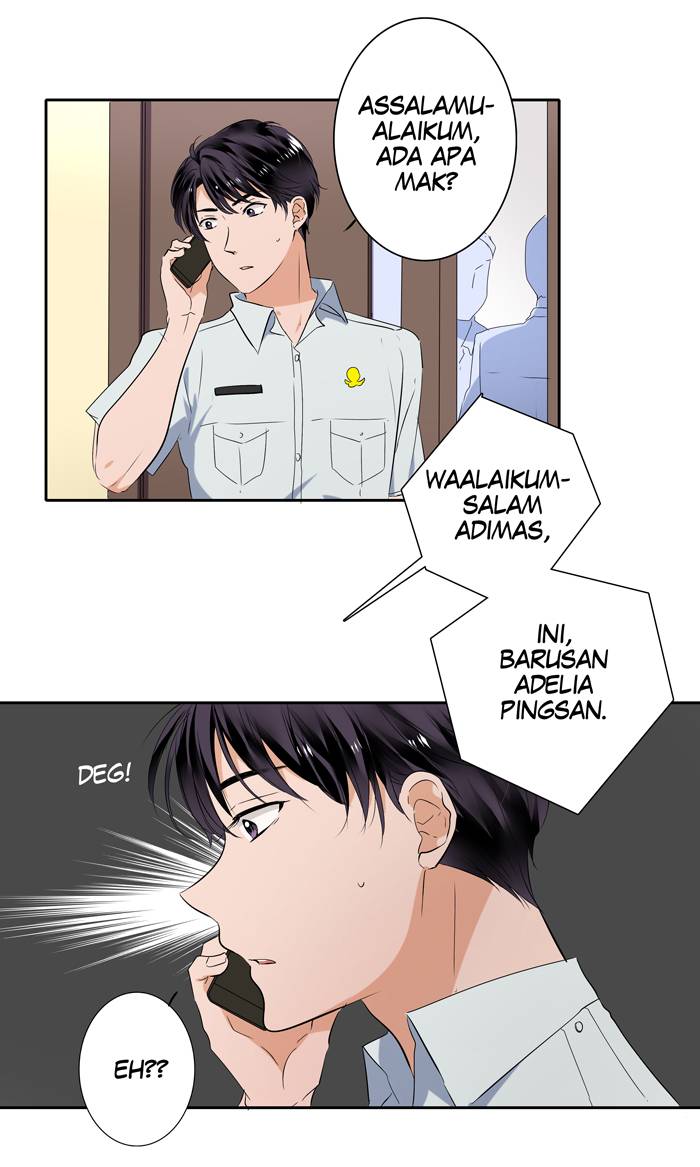 ASSALAMU-
ALAIKUM,
ADA APA
MAK?
WAALAIKUM-
SALAM
ADIMAS,
INI,
BARUSAN
ADELIA
PINGSAN.
DEG!
EH??